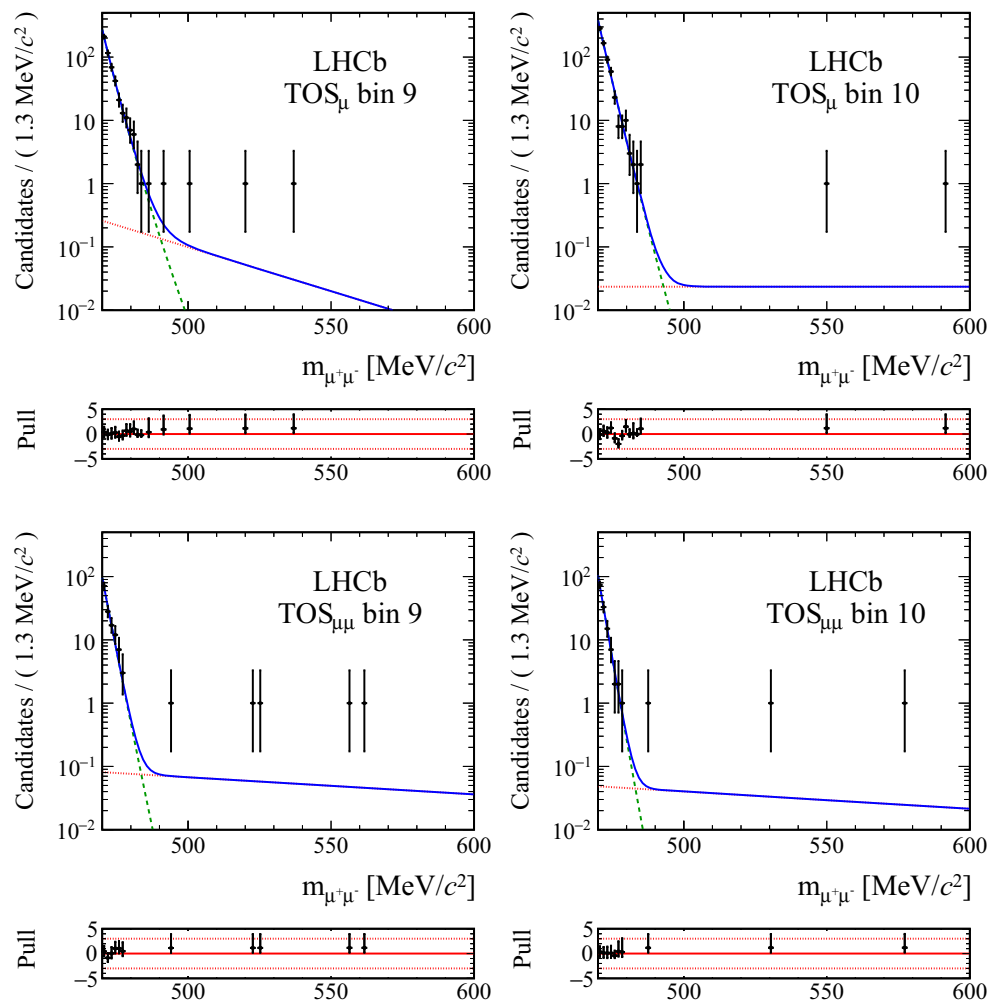 LHCb
TOSμ bin 9
Candidates / ( 1.3 MeV/c²)
10²
10
1
10⁻¹
10⁻²
500
550
600
mμ⁺μ⁻ [MeV/c²]
Pull
5
0
−5
500
550
600
LHCb
TOSμ bin 10
Candidates / ( 1.3 MeV/c²)
10²
10
1
10⁻¹
10⁻²
500
550
600
mμ⁺μ⁻ [MeV/c²]
Pull
5
0
−5
500
550
600
LHCb
TOSμμ bin 9
Candidates / ( 1.3 MeV/c²)
10²
10
1
10⁻¹
10⁻²
500
550
600
mμ⁺μ⁻ [MeV/c²]
Pull
5
0
−5
500
550
600
LHCb
TOSμμ bin 10
Candidates / ( 1.3 MeV/c²)
10²
10
1
10⁻¹
10⁻²
500
550
600
mμ⁺μ⁻ [MeV/c²]
Pull
5
0
−5
500
550
600